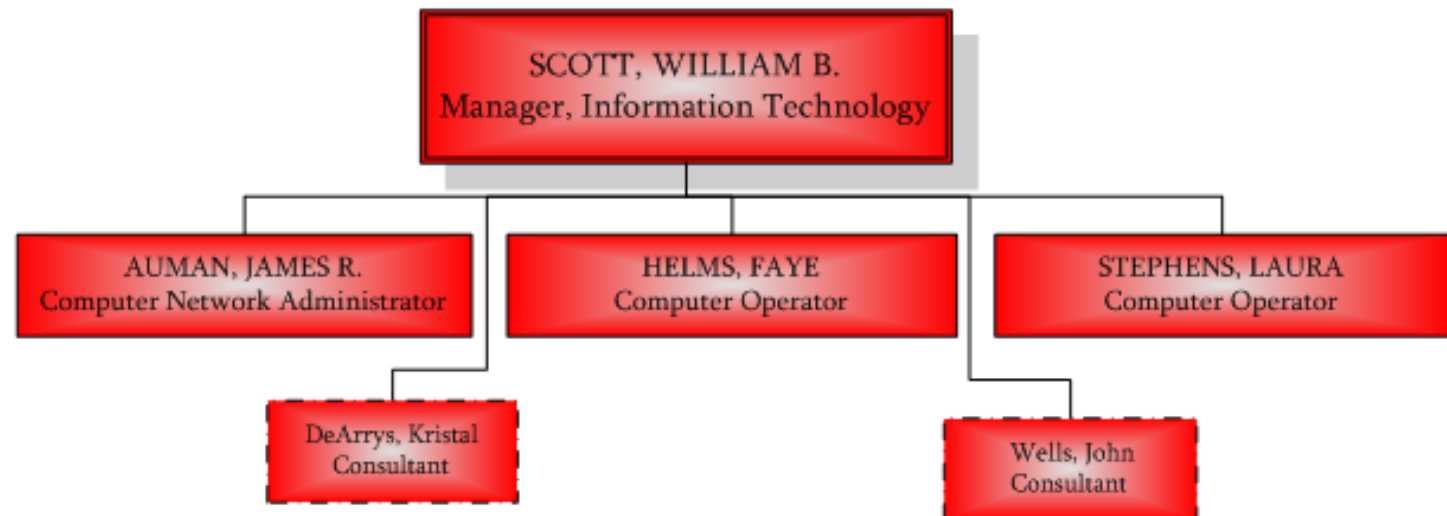 SCOTT, WILLIAM B.
Manager, Information Technology
AUMAN, JAMES R.
Computer Network Administrator
HELMS, FAYE
Computer Operator
STEPHENS, LAURA
Computer Operator
DeArrys, Kristal
Consultant
Wells, John
Consultant